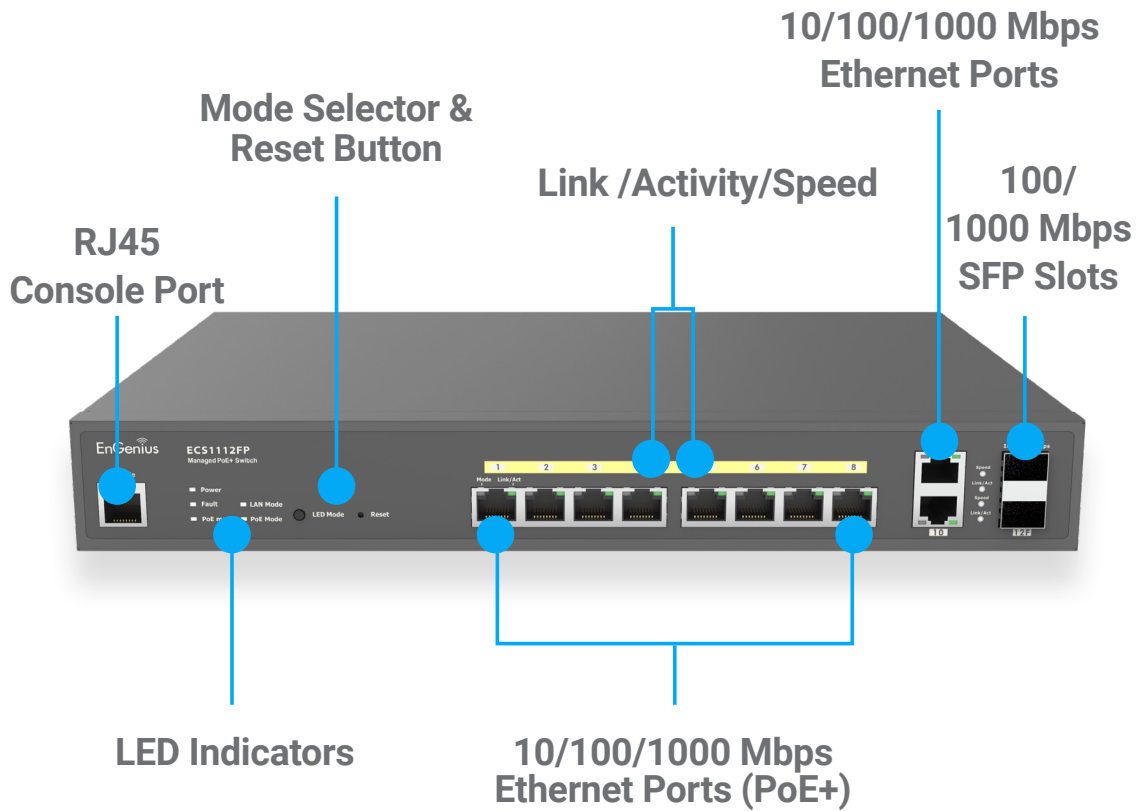 10/100/1000 Mbps
Ethernet Ports
Mode Selector &
Reset Button
Link /Activity/Speed
100/
1000 Mbps
SFP Slots
RJ45
Console Port
EnGenius
ECS1112FP
Managed PoE+ Switch
Power
Fault
LAN Mode
PoE
PoE Mode
LED Mode
Reset
1 2 3 6 7 8
Mode Link/Act
Speed
Link/Act
Speed
Link/Act
10
12F
LED Indicators
10/100/1000 Mbps
Ethernet Ports (PoE+)